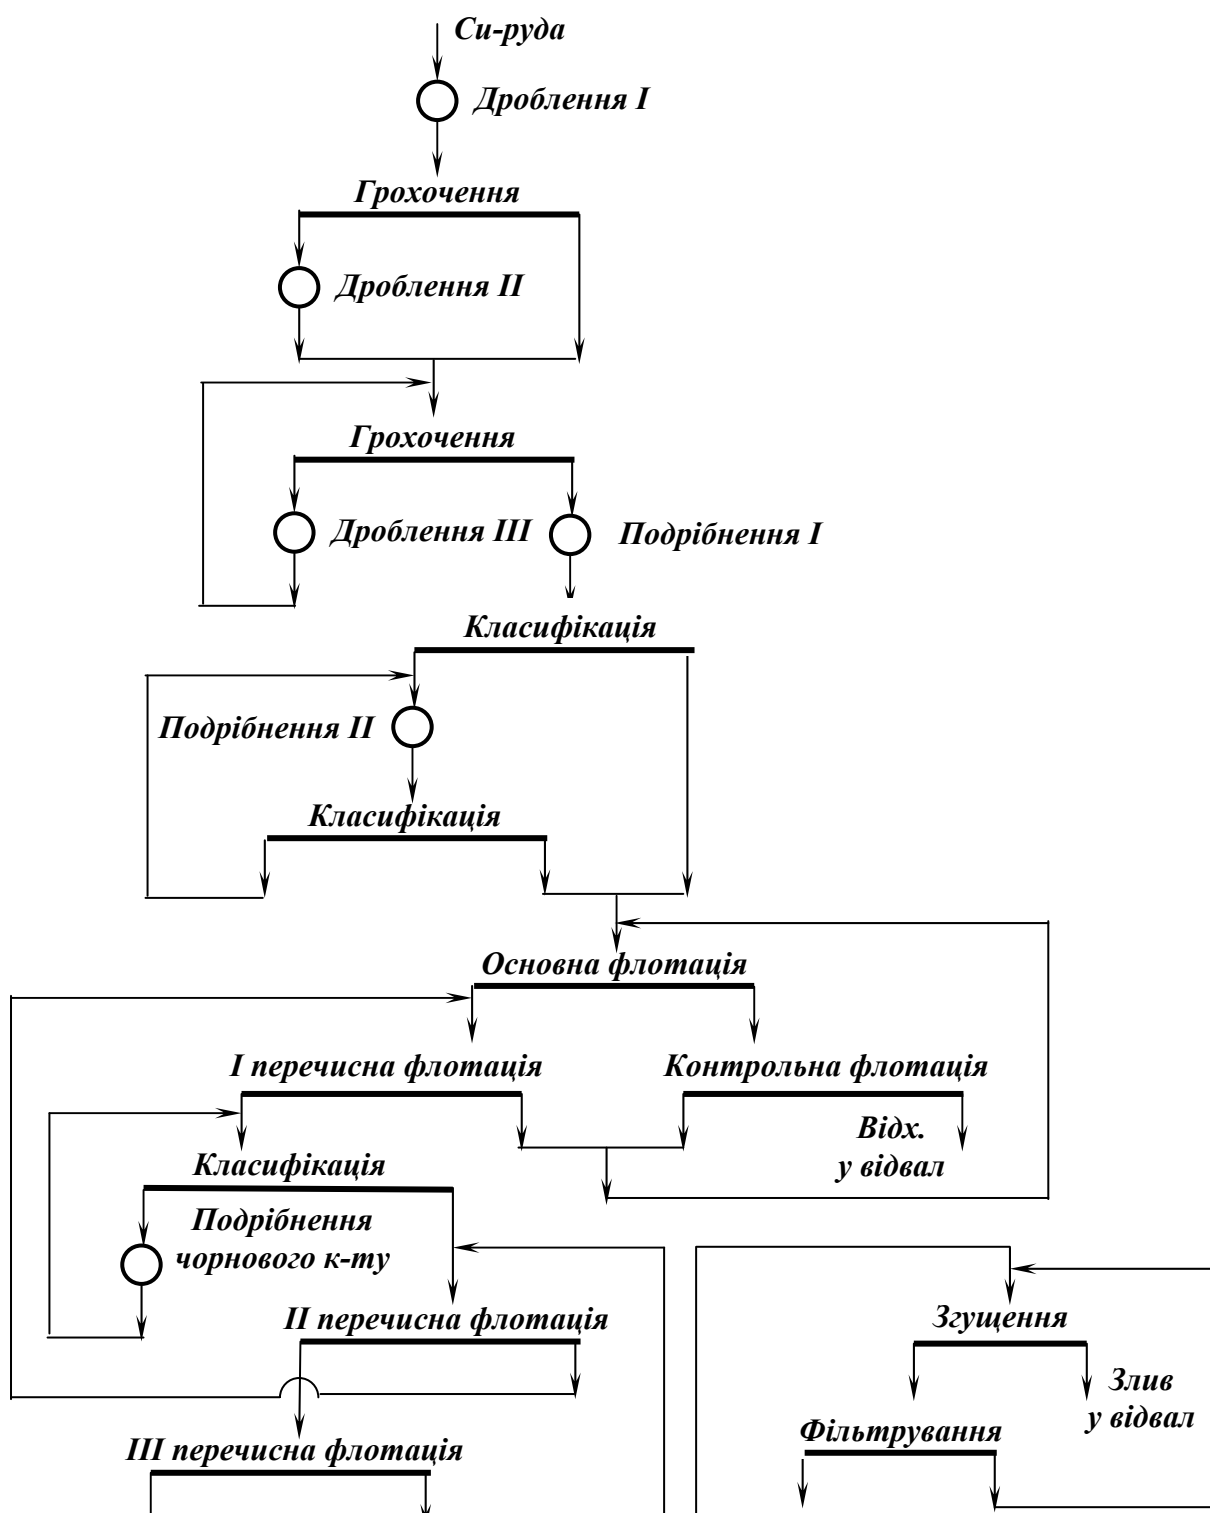 Cu-руда
Дроблення I
Грохочення
Дроблення II
Грохочення
Дроблення III
Подрібнення I
Класифікація
Подрібнення II
Класифікація
Основна флотація
I перечисна флотація
Контрольна флотація
Відх.
у відвал
Класифікація
Подрібнення
чорнового к-ту
II перечисна флотація
Згущення
Злив
у відвал
Фільтрування
III перечисна флотація